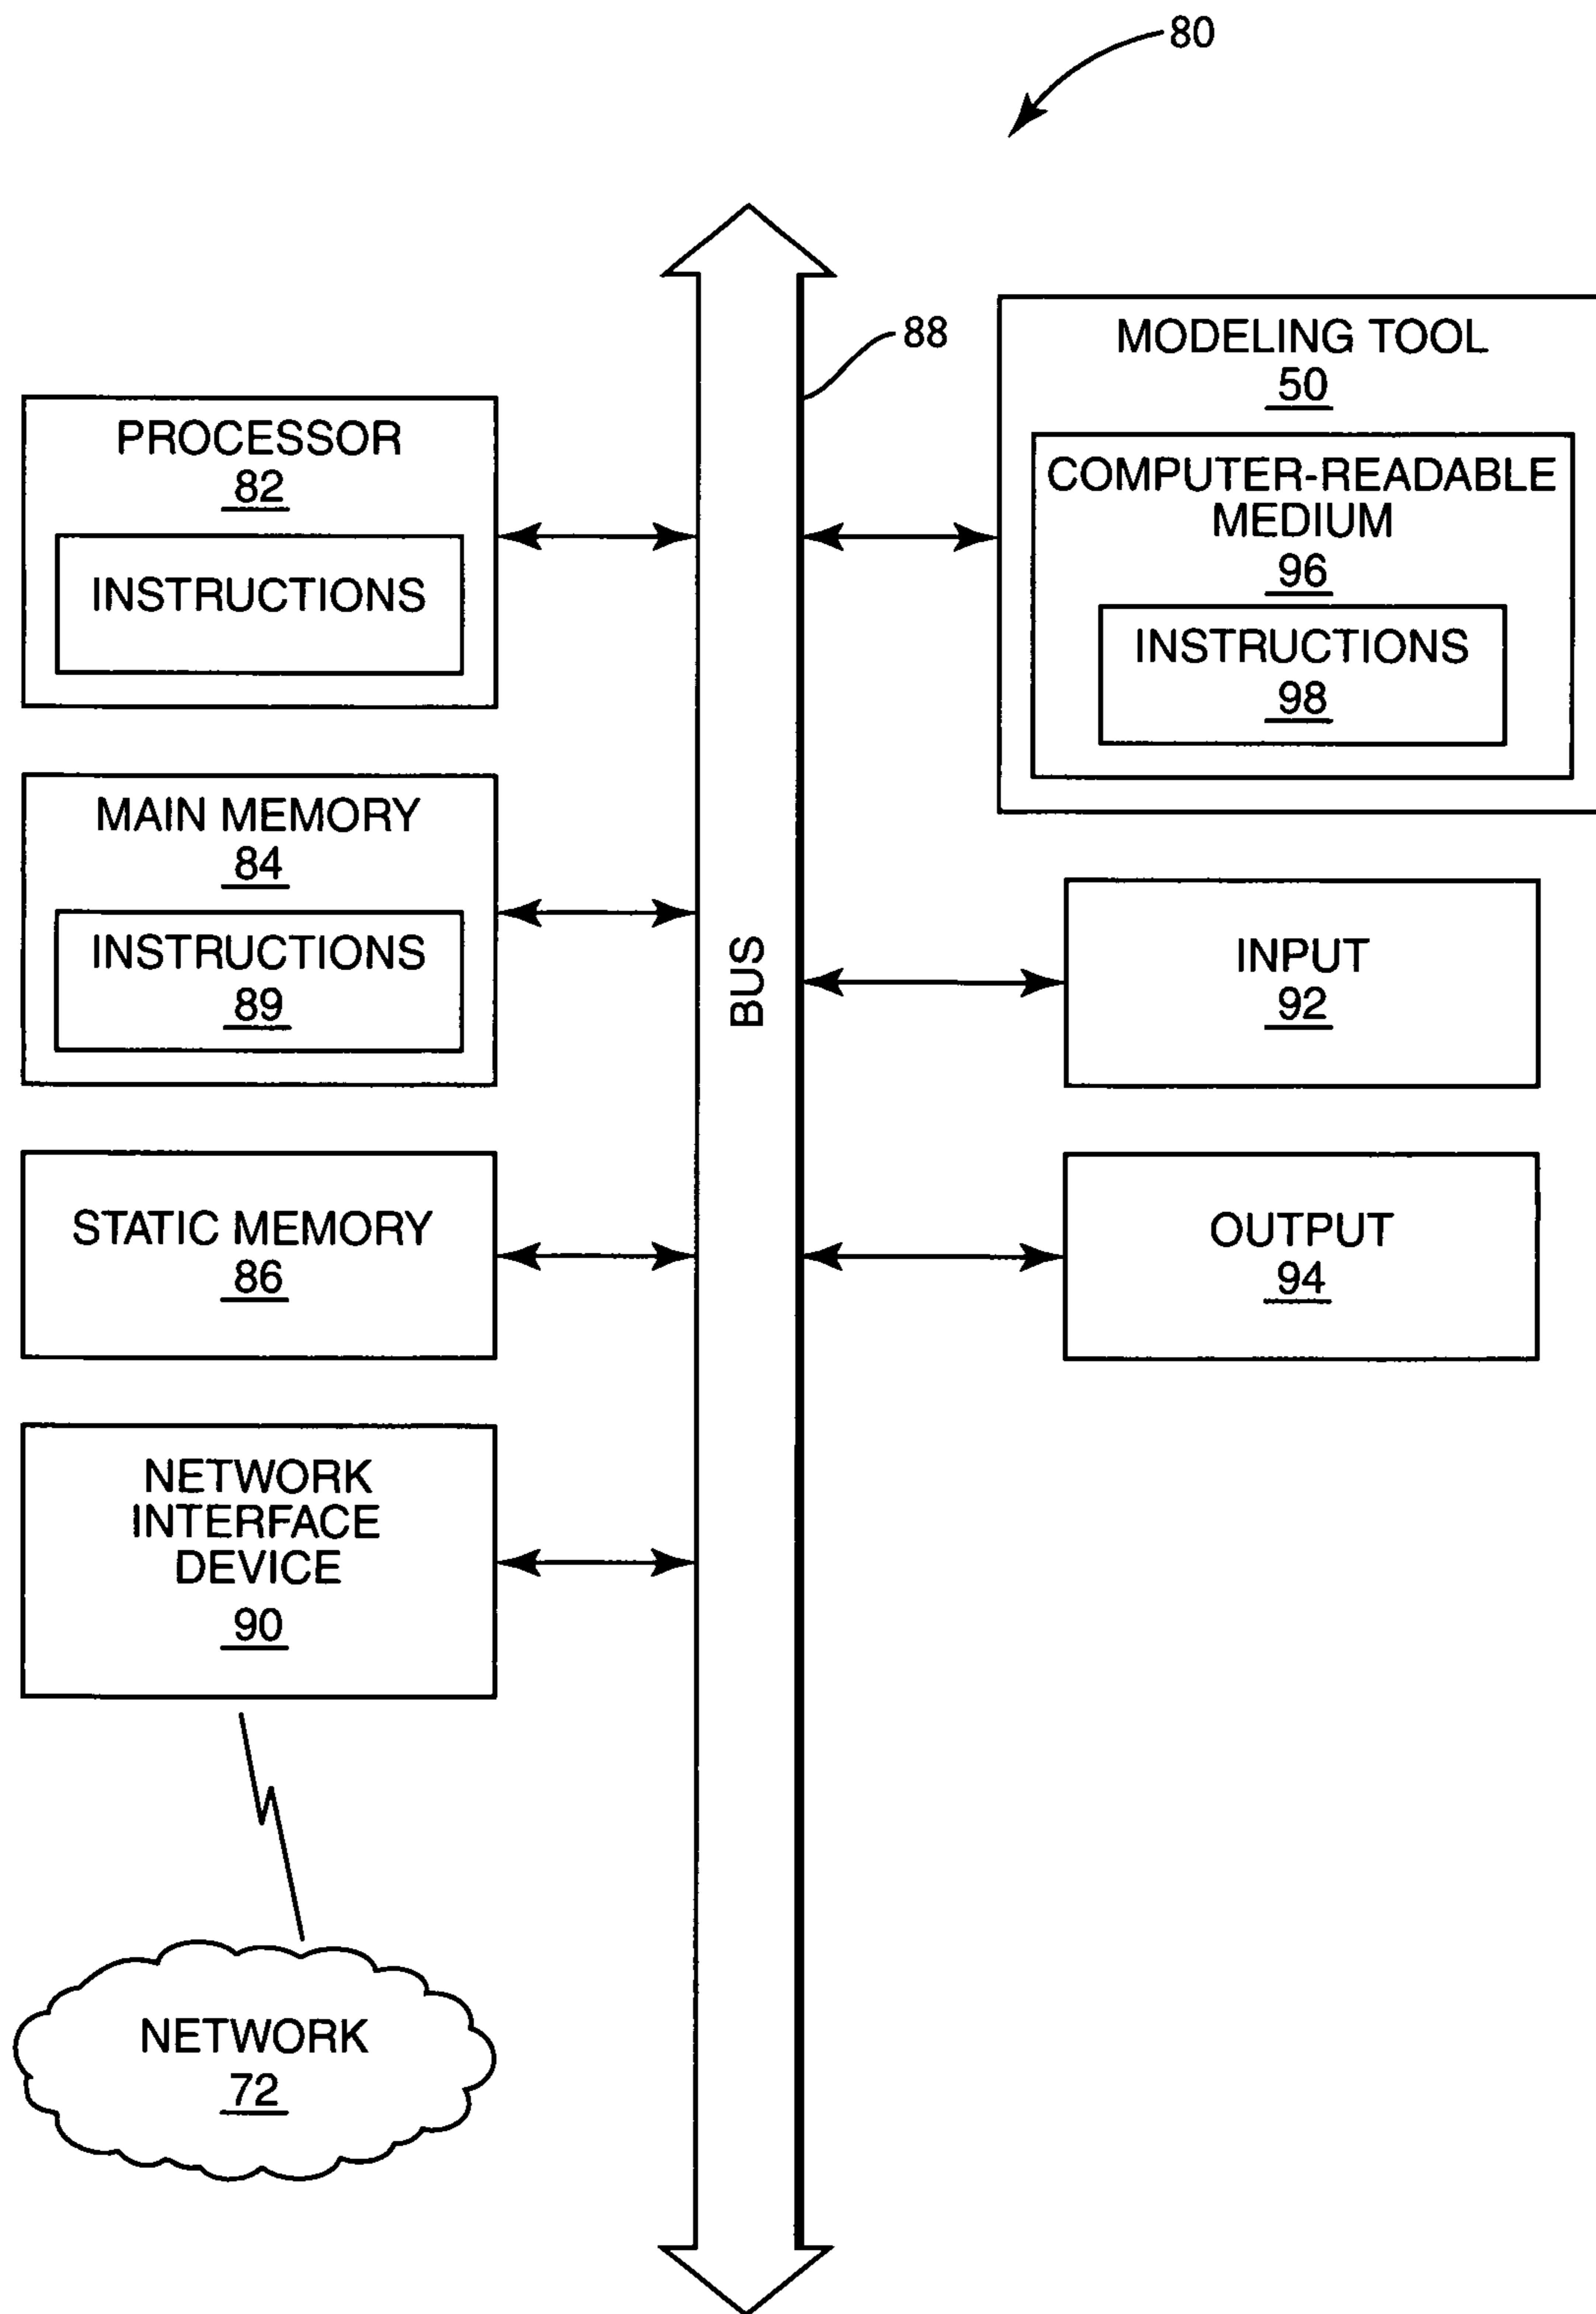 80
88
PROCESSOR
82
INSTRUCTIONS
MAIN MEMORY
84
INSTRUCTIONS
89
STATIC MEMORY
86
NETWORK
INTERFACE
DEVICE
90
NETWORK
72
BUS
MODELING TOOL
50
COMPUTER-READABLE
MEDIUM
96
INSTRUCTIONS
98
INPUT
92
OUTPUT
94